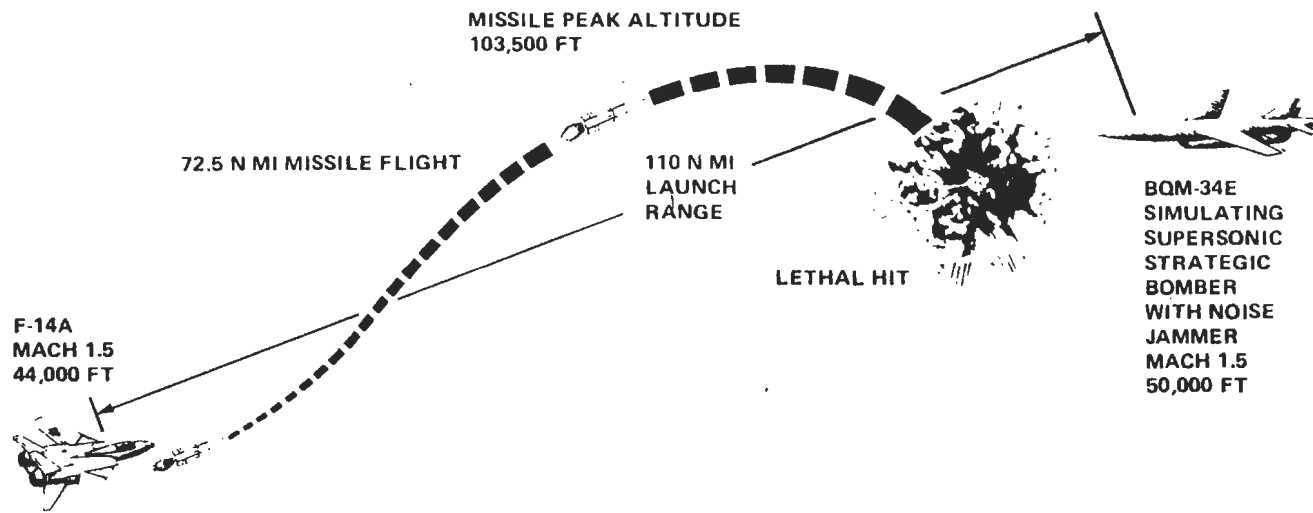 MISSILE PEAK ALTITUDE
103,500 FT
72.5 N MI MISSILE FLIGHT
110 N MI
LAUNCH
RANGE
LETHAL HIT
F-14A
MACH 1.5
44,000 FT
BQM-34E
SIMULATING
SUPERSONIC
STRATEGIC
BOMBER
WITH NOISE
JAMMER
MACH 1.5
50,000 FT